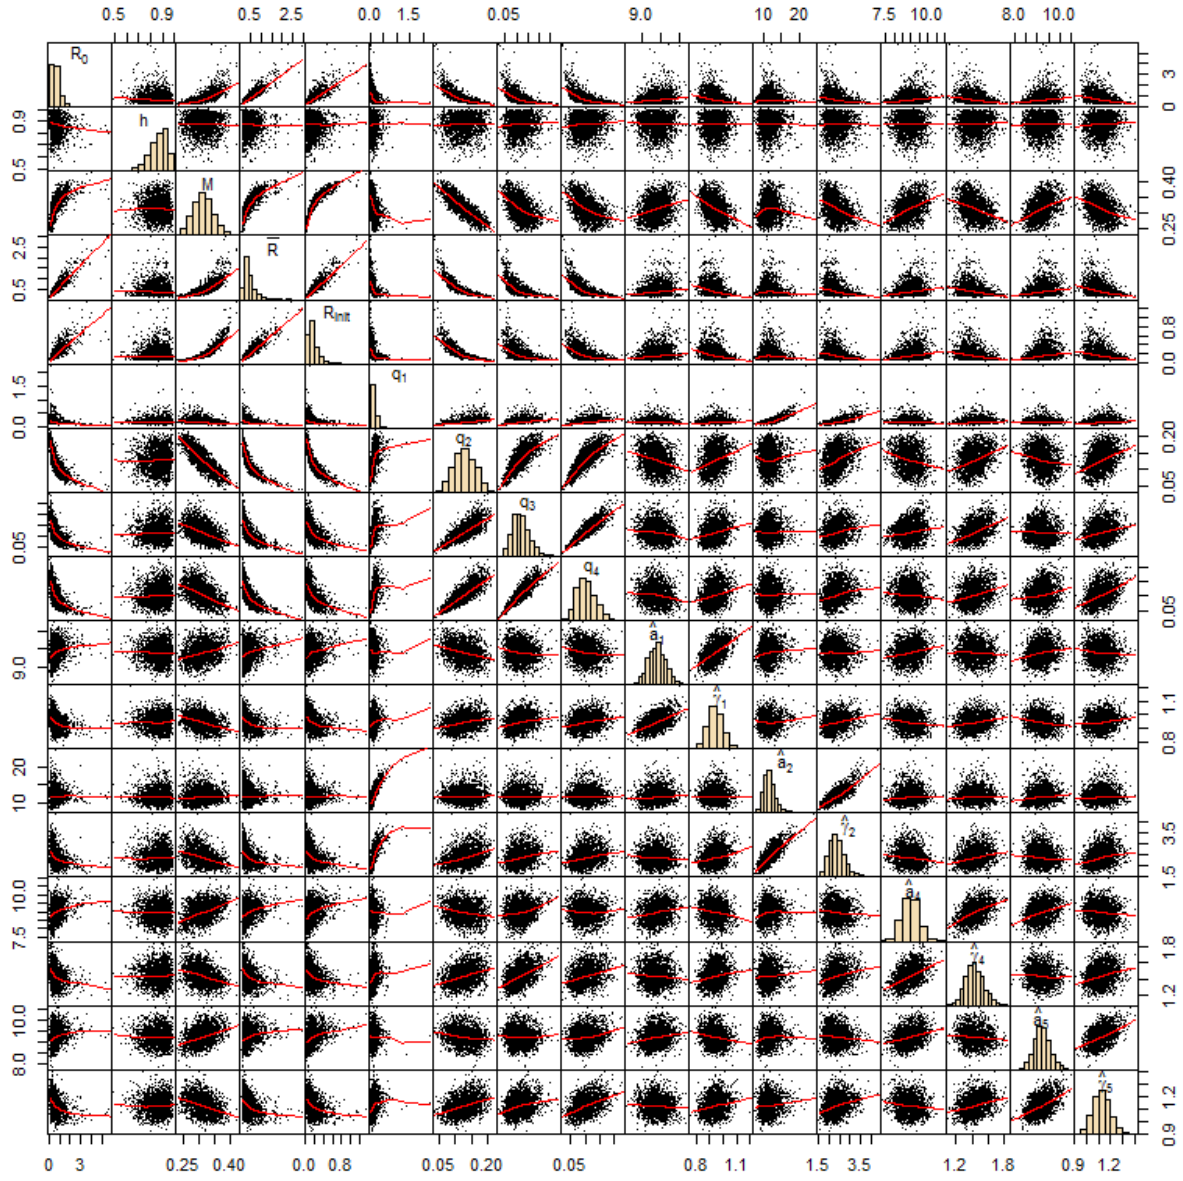 0.5 0.9 0.5 2.5 0.0 1.5 0.05 9.0 10 20 7.5 10.0 8.0 10.0
R₀ 3 0
0.9 0.5 h
M 0.40 0.25
2.5 0.5 R̅
R_init 0.8 0.0
1.5 0.0 q₁
q₂ 0.20 0.05
0.05 q₃
q₄ 0.05
9.0 â₁
γ̂₁ 1.1 0.8
20 10 â₂
γ̂₂ 3.5 1.5
10.0 7.5 â₄
γ̂₄ 1.8 1.2
10.0 8.0 â₅
γ̂₅ 1.2 0.9
0 3 0.25 0.40 0.0 0.8 0.05 0.20 0.05 0.8 1.1 1.5 3.5 1.2 1.8 0.9 1.2